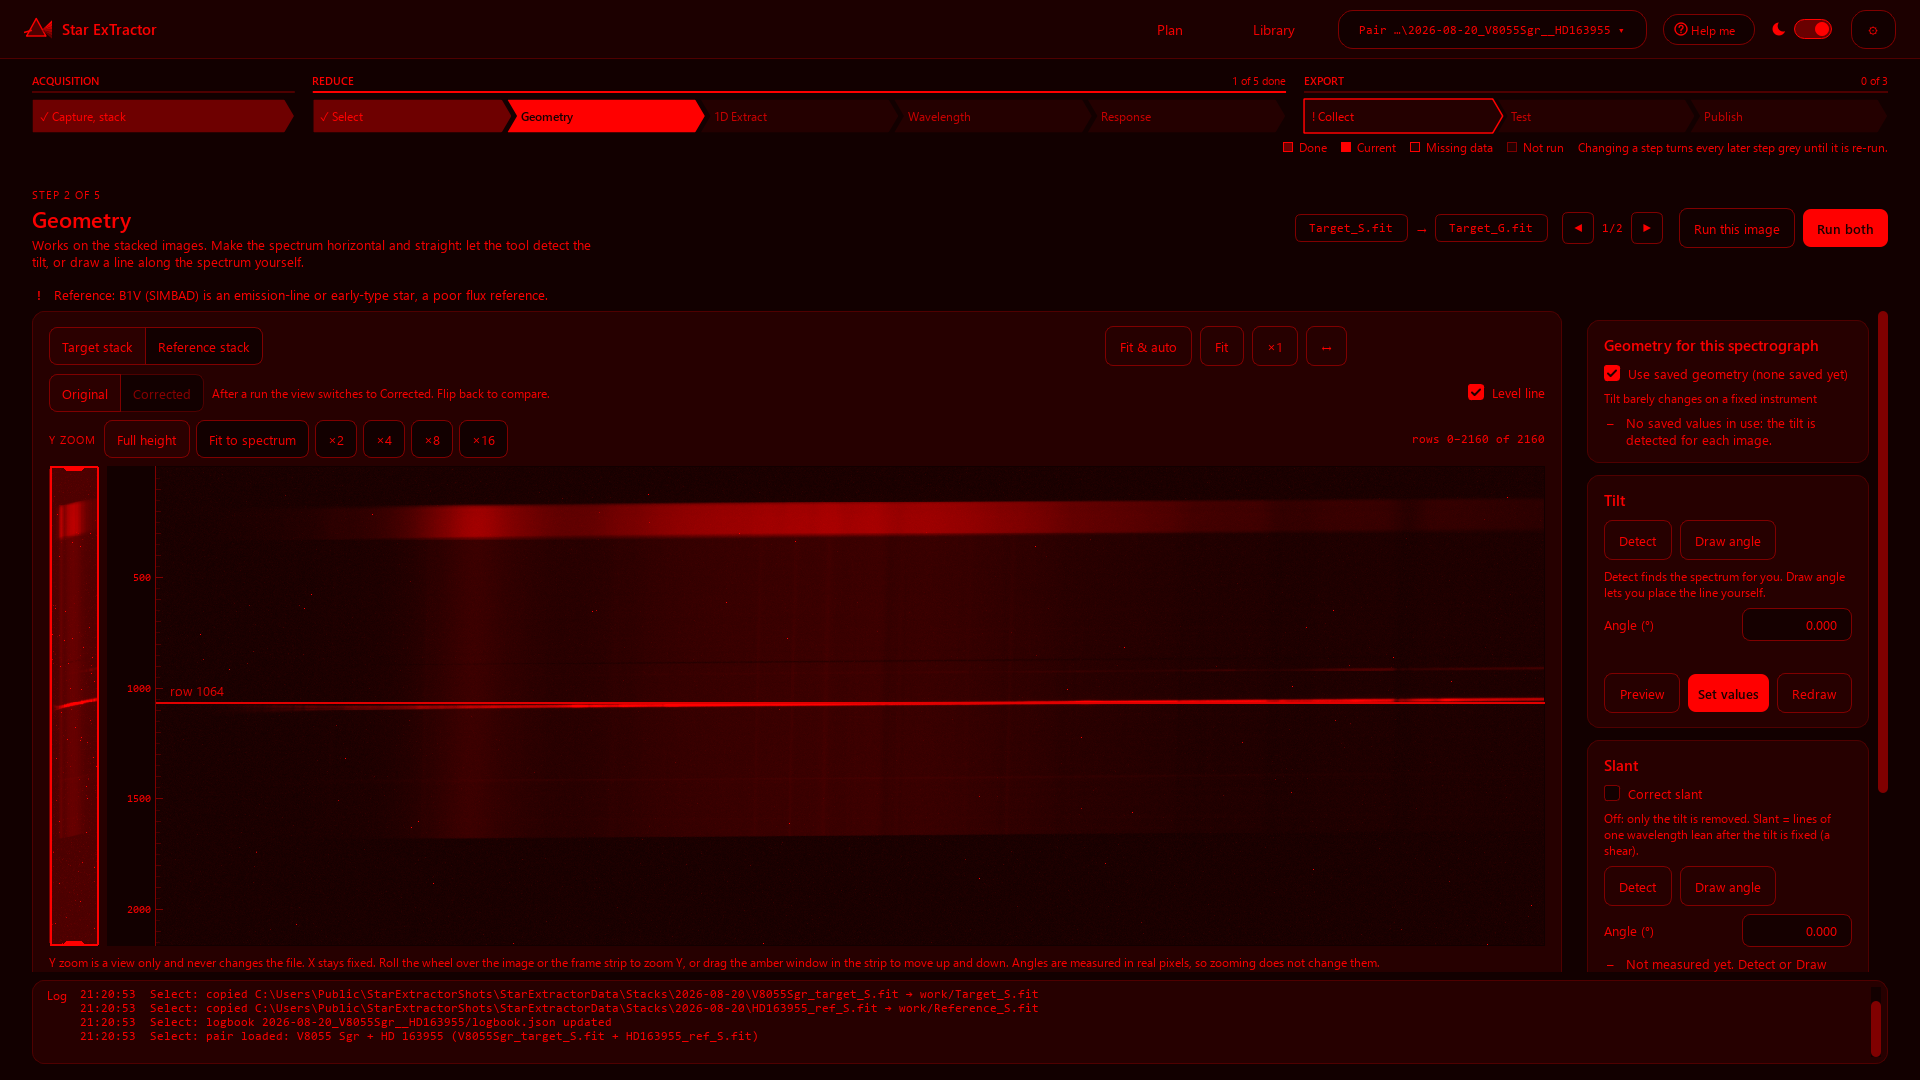 Star ExTractor
Plan
Library
Pair …\2026-08-20_V8055Sgr__HD163955 ▾
Help me
ACQUISITION
REDUCE
1 of 5 done
EXPORT
0 of 3
✓ Capture, stack
✓ Select
Geometry
1D Extract
Wavelength
Response
! Collect
Test
Publish
Done
Current
Missing data
Not run
Changing a step turns every later step grey until it is re-run.
STEP 2 OF 5
Geometry
Works on the stacked images. Make the spectrum horizontal and straight: let the tool detect the
tilt, or draw a line along the spectrum yourself.
Target_S.fit → Target_G.fit
◀ 1/2 ▶
Run this image
Run both
! Reference: B1V (SIMBAD) is an emission-line or early-type star, a poor flux reference.
Target stack
Reference stack
Fit & auto
Fit
×1
Original
Corrected
After a run the view switches to Corrected. Flip back to compare.
Level line
Y ZOOM
Full height
Fit to spectrum
×2
×4
×8
×16
rows 0–2160 of 2160
500
1000
row 1064
1500
2000
Y zoom is a view only and never changes the file. X stays fixed. Roll the wheel over the image or the frame strip to zoom Y, or drag the amber window in the strip to move up and down. Angles are measured in real pixels, so zooming does not change them.
Geometry for this spectrograph
Use saved geometry (none saved yet)
Tilt barely changes on a fixed instrument
– No saved values in use: the tilt is
detected for each image.
Tilt
Detect
Draw angle
Detect finds the spectrum for you. Draw angle
lets you place the line yourself.
Angle (°)
0.000
Preview
Set values
Redraw
Slant
Correct slant
Off: only the tilt is removed. Slant = lines of
one wavelength lean after the tilt is fixed (a
shear).
Detect
Draw angle
Angle (°)
0.000
– Not measured yet. Detect or Draw
Log
21:20:53 Select: copied C:\Users\Public\StarExtractorShots\StarExtractorData\Stacks\2026-08-20\V8055Sgr_target_S.fit → work/Target_S.fit
21:20:53 Select: copied C:\Users\Public\StarExtractorShots\StarExtractorData\Stacks\2026-08-20\HD163955_ref_S.fit → work/Reference_S.fit
21:20:53 Select: logbook 2026-08-20_V8055Sgr__HD163955/logbook.json updated
21:20:53 Select: pair loaded: V8055 Sgr + HD 163955 (V8055Sgr_target_S.fit + HD163955_ref_S.fit)